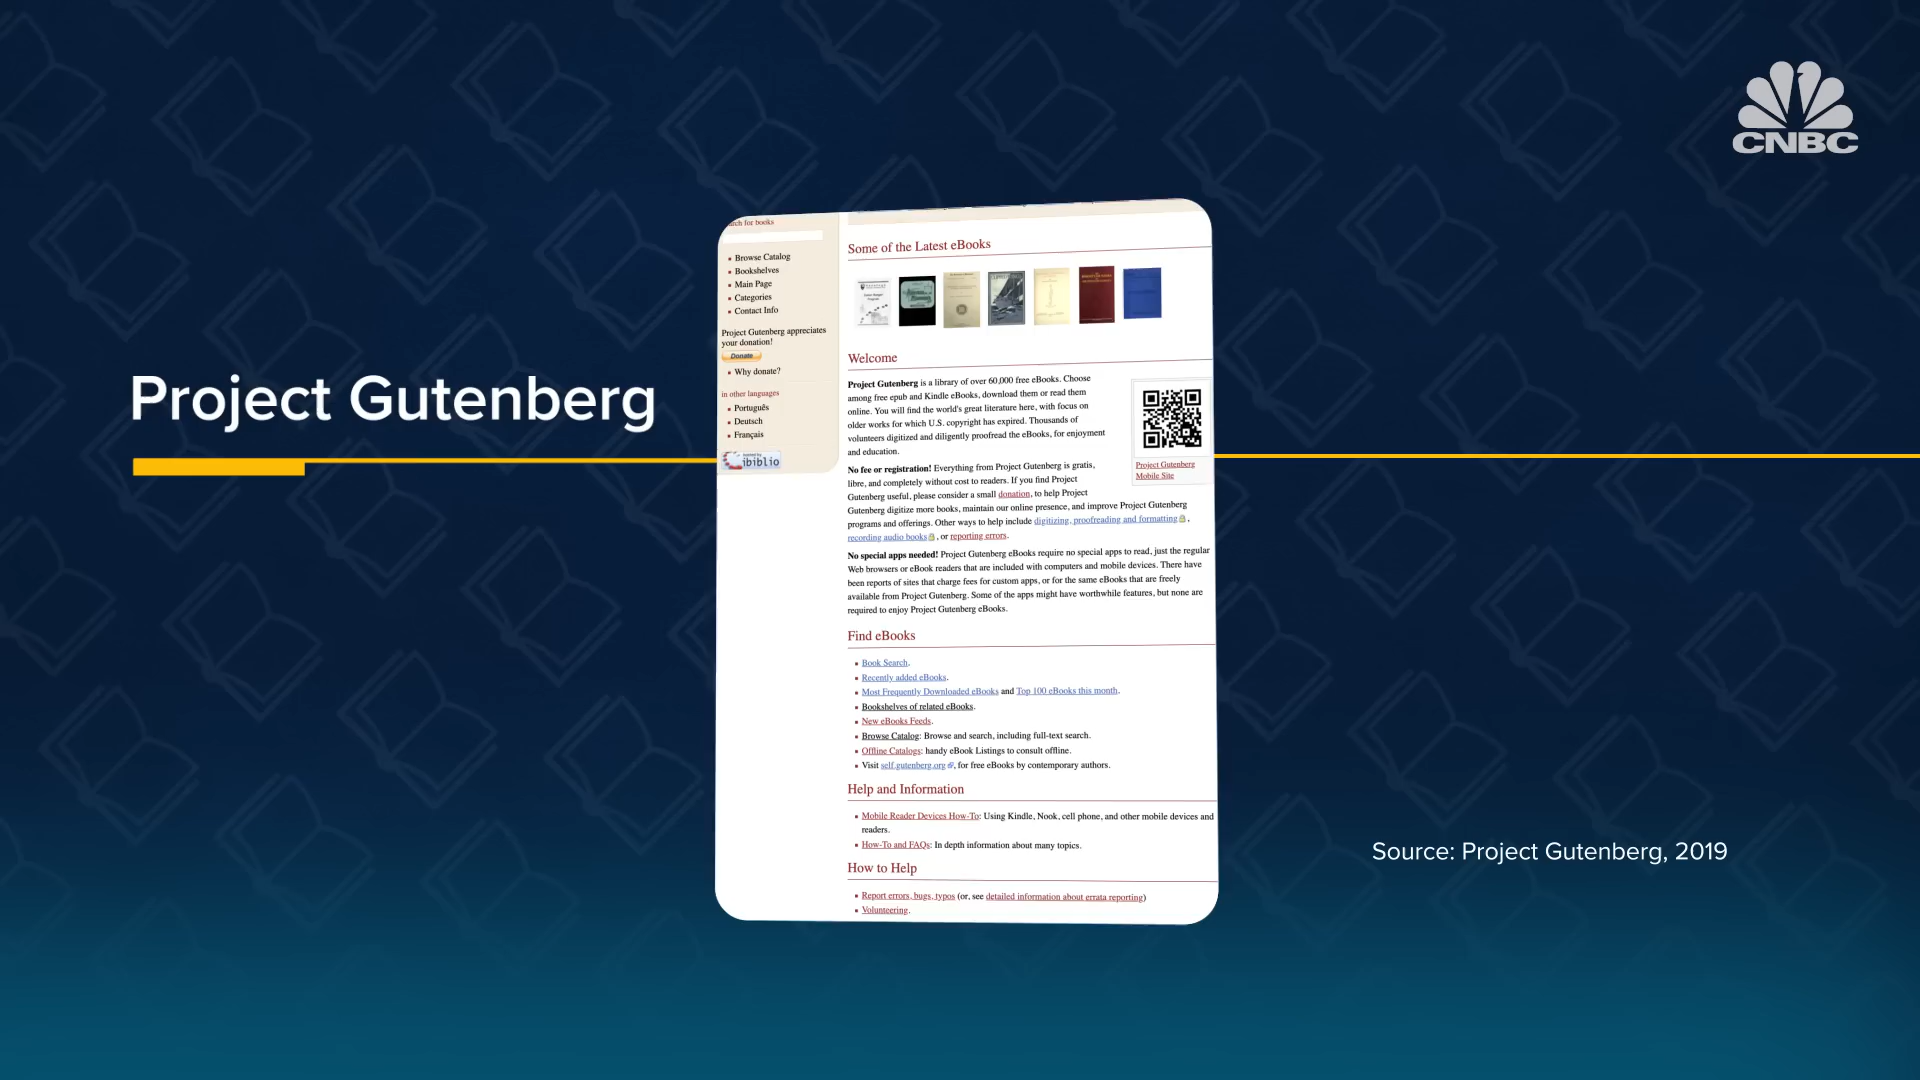 CNBC
Project Gutenberg
for books
Browse Catalog
Bookshelves
Main Page
Categories
Contact Info
Project Gutenberg appreciates
your donation!
Donate
Why donate?
in other languages
Português
Deutsch
Français
ibiblio
Some of the Latest eBooks
Welcome
Project Gutenberg is a library of over 60,000 free eBooks. Choose
among free epub and Kindle eBooks, download them or read them
online. You will find the world's great literature here, with focus on
older works for which U.S. copyright has expired. Thousands of
volunteers digitized and diligently proofread the eBooks, for enjoyment
and education.
Project Gutenberg
Mobile Site
No fee or registration! Everything from Project Gutenberg is gratis,
libre, and completely without cost to readers. If you find Project
Gutenberg useful, please consider a small donation, to help Project
Gutenberg digitize more books, maintain our online presence, and improve Project Gutenberg
programs and offerings. Other ways to help include digitizing, proofreading and formatting,
recording audio books, or reporting errors.
No special apps needed! Project Gutenberg eBooks require no special apps to read, just the regular
Web browsers or eBook readers that are included with computers and mobile devices. There have
been reports of sites that charge fees for custom apps, or for the same eBooks that are freely
available from Project Gutenberg. Some of the apps might have worthwhile features, but none are
required to enjoy Project Gutenberg eBooks.
Find eBooks
Book Search.
Recently added eBooks.
Most Frequently Downloaded eBooks and Top 100 eBooks this month.
Bookshelves of related eBooks.
New eBooks Feeds.
Browse Catalog: Browse and search, including full-text search.
Offline Catalogs: handy eBook Listings to consult offline.
Visit self.gutenberg.org, for free eBooks by contemporary authors.
Help and Information
Mobile Reader Devices How-To: Using Kindle, Nook, cell phone, and other mobile devices and
readers.
How-To and FAQs: In depth information about many topics.
How to Help
Report errors, bugs, typos (or, see detailed information about errata reporting)
Volunteering.
Source: Project Gutenberg, 2019